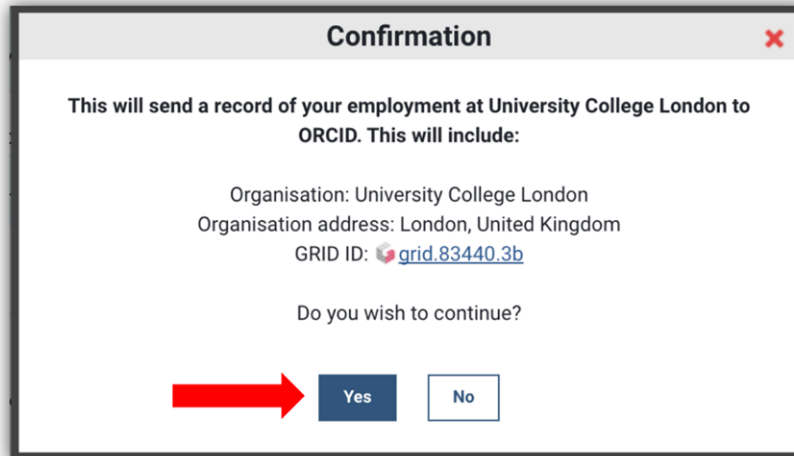 Confirmation
This will send a record of your employment at University College London to
ORCID. This will include:
Organisation: University College London
Organisation address: London, United Kingdom
GRID ID: grid.83440.3b
Do you wish to continue?
Yes No